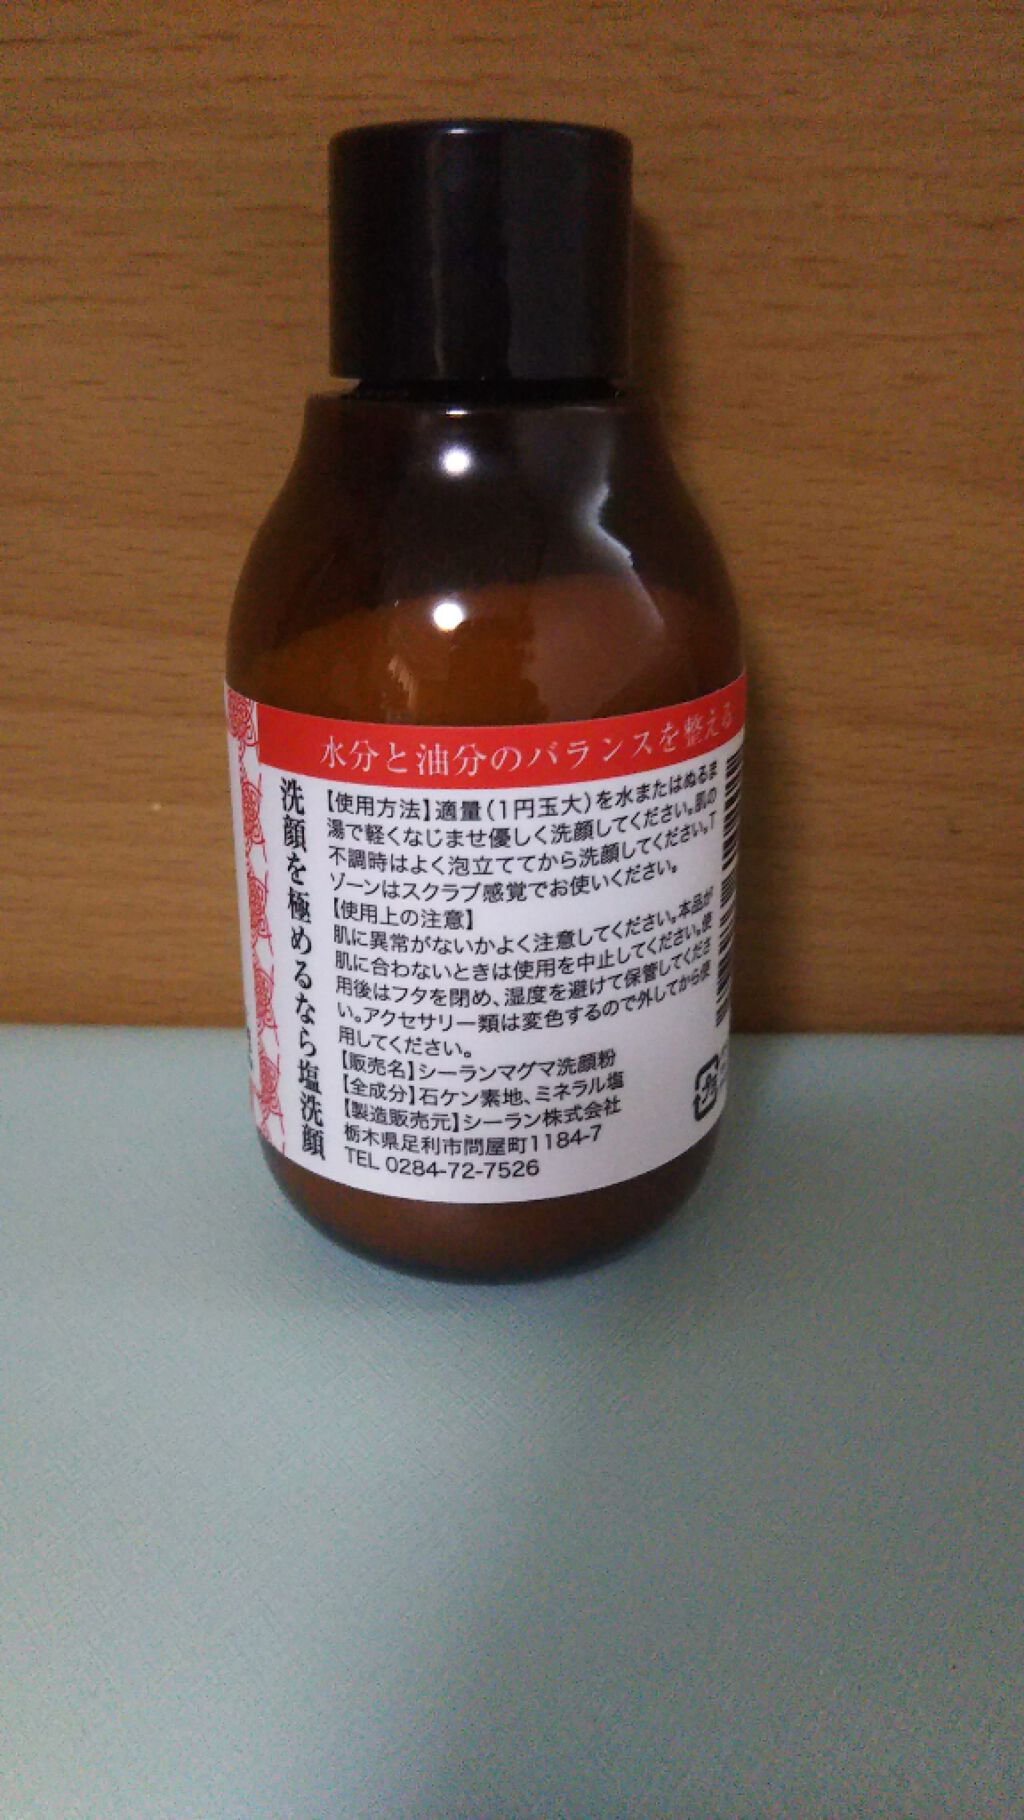 水分と油分のバランスを整える
洗顔を極めるなら塩洗顔
【使用方法】適量（1円玉大）を水またはぬるま
湯で軽くなじませ優しく洗顔してください。肌の
不調時はよく泡立ててから洗顔してください。T
ゾーンはスクラブ感覚でお使いください。
【使用上の注意】
肌に異常がないかよく注意してください。本品が
肌に合わないときは使用を中止してください。使
用後はフタを閉め、湿度を避けて保管してくださ
い。アクセサリー類は変色するので外してから使
用してください。
【販売名】シーランマグマ洗顔粉
【全成分】石ケン素地、ミネラル塩
【製造販売元】シーラン株式会社
栃木県足利市問屋町1184-7
TEL 0284-72-7526